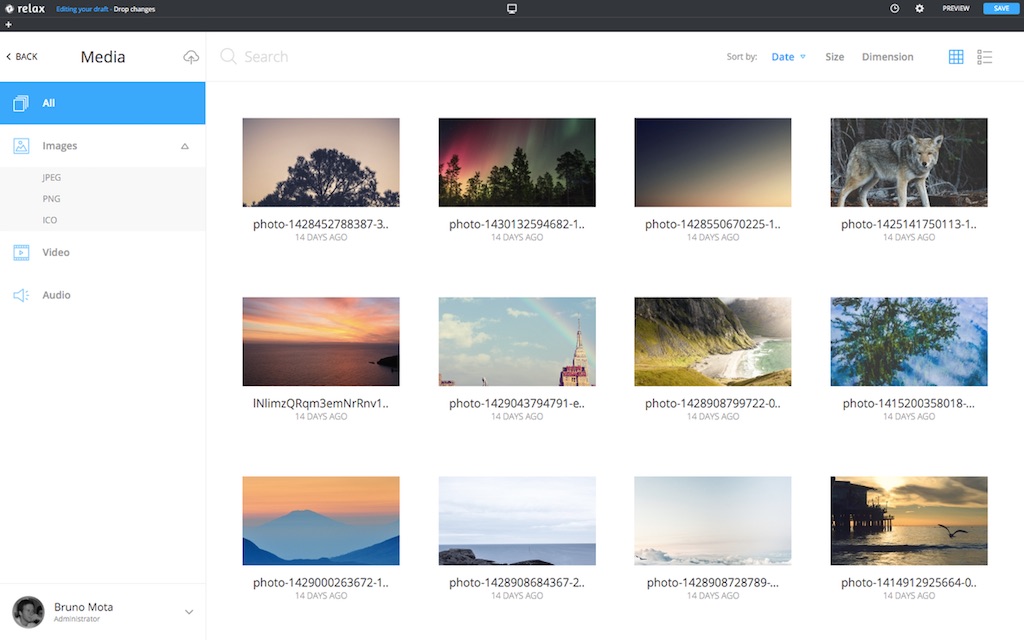 relax Editing your draft - Drop changes PREVIEW SAVE
+
BACK Media Search Sort by: Date Size Dimension
All
Images
JPEG
PNG
ICO
Video
Audio
photo-1428452788387-3.. photo-1430132594682-1.. photo-1428550670225-1.. photo-1425141750113-1..
14 DAYS AGO 14 DAYS AGO 14 DAYS AGO 14 DAYS AGO
lNlimzQRqm3emNrRnv1.. photo-1429043794791-e.. photo-1428908799722-0.. photo-1415200358018-...
14 DAYS AGO 14 DAYS AGO 14 DAYS AGO 14 DAYS AGO
photo-1429000263672-1.. photo-1428908684367-2.. photo-1428908728789-... photo-1414912925664-0..
14 DAYS AGO 14 DAYS AGO 14 DAYS AGO 14 DAYS AGO
Bruno Mota
Administrator